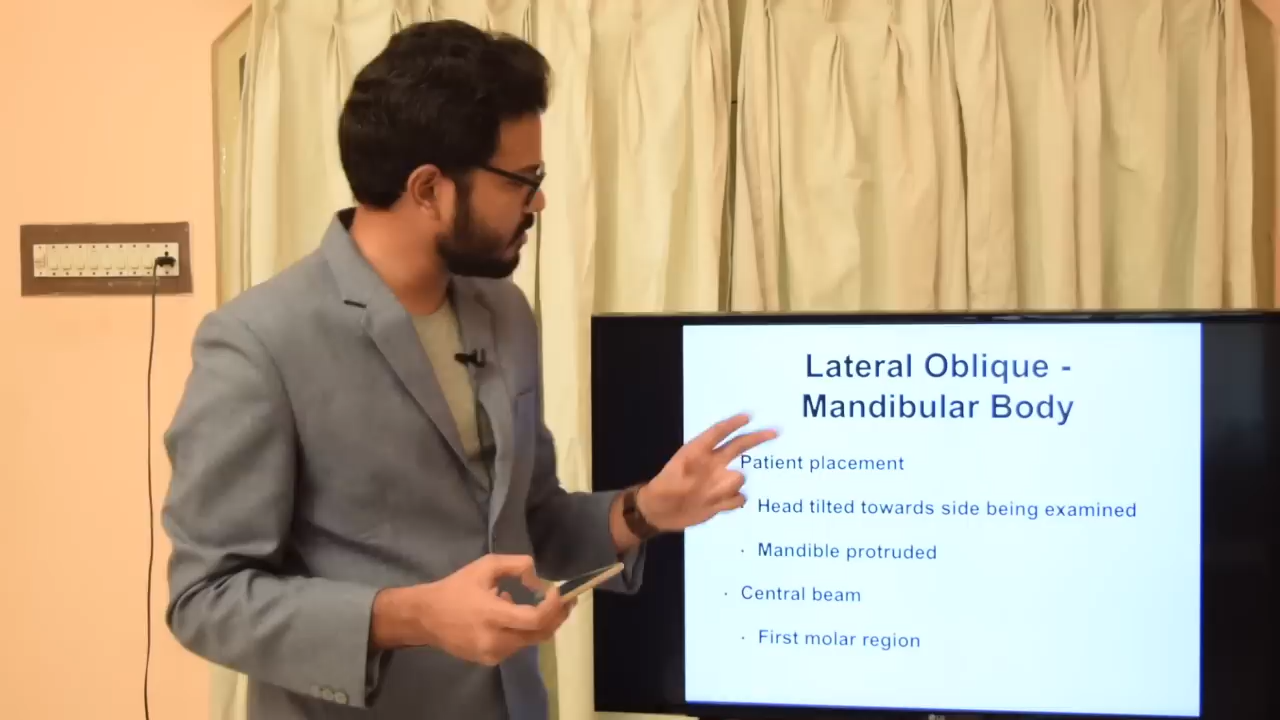 Lateral Oblique -
Mandibular Body
Patient placement
· Head tilted towards side being examined
· Mandible protruded
· Central beam
· First molar region
LG